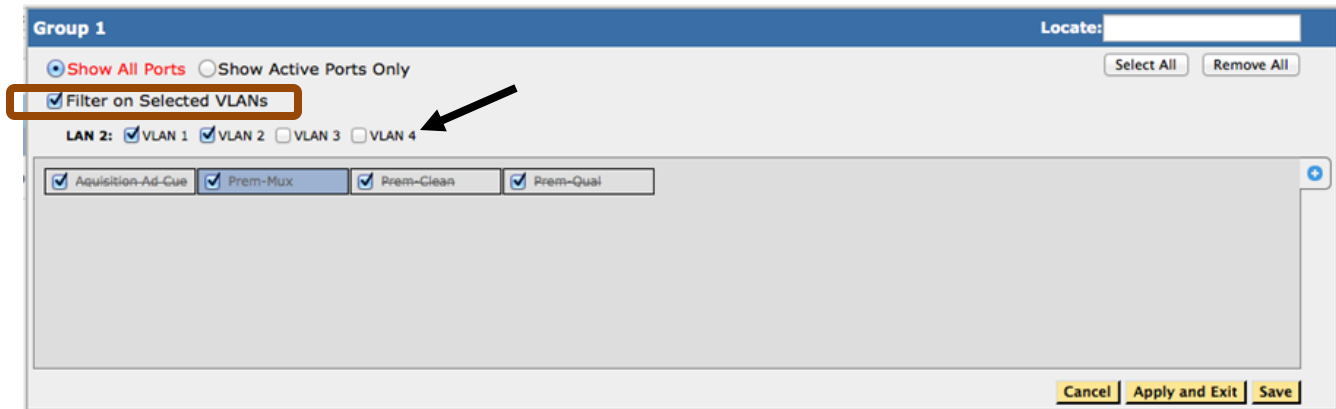 Group 1 Locate:
Show All Ports Show Active Ports Only Select All Remove All
Filter on Selected VLANs
LAN 2: VLAN 1 VLAN 2 VLAN 3 VLAN 4
Aquisition Ad Cue Prem-Mux Prem-Clean Prem-Qual
Cancel Apply and Exit Save